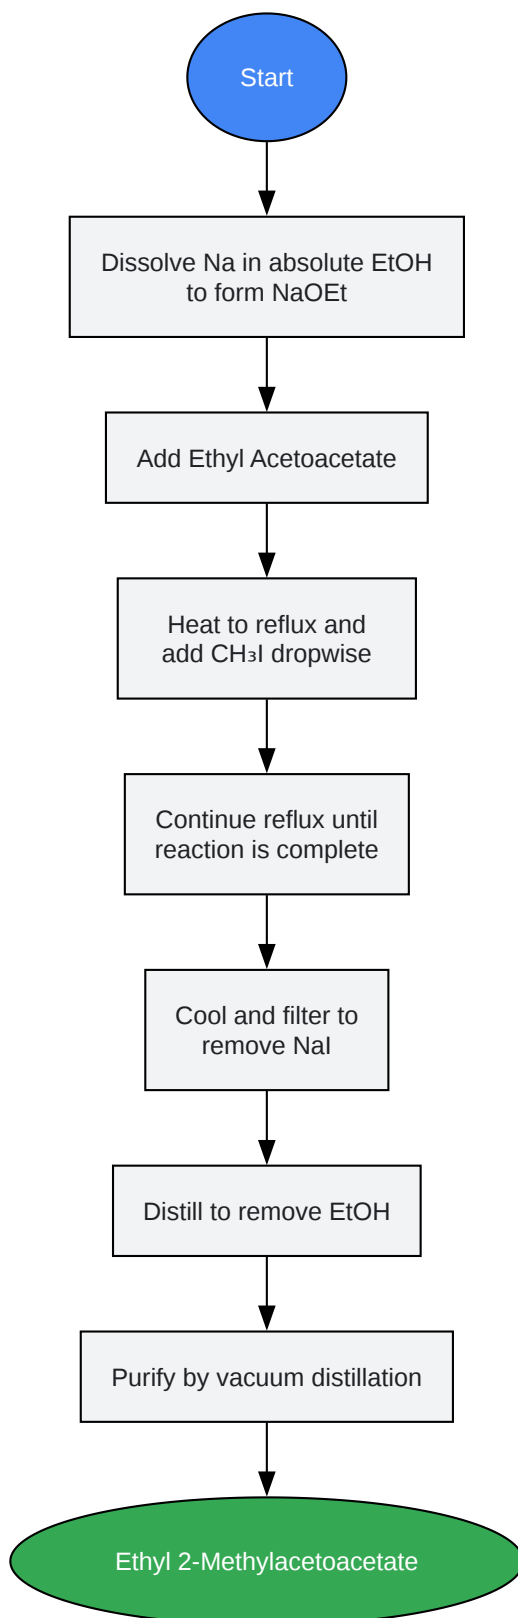 Start
Dissolve Na in absolute EtOH
to form NaOEt
Add Ethyl Acetoacetate
Heat to reflux and
add CH₃I dropwise
Continue reflux until
reaction is complete
Cool and filter to
remove NaI
Distill to remove EtOH
Purify by vacuum distillation
Ethyl 2-Methylacetoacetate